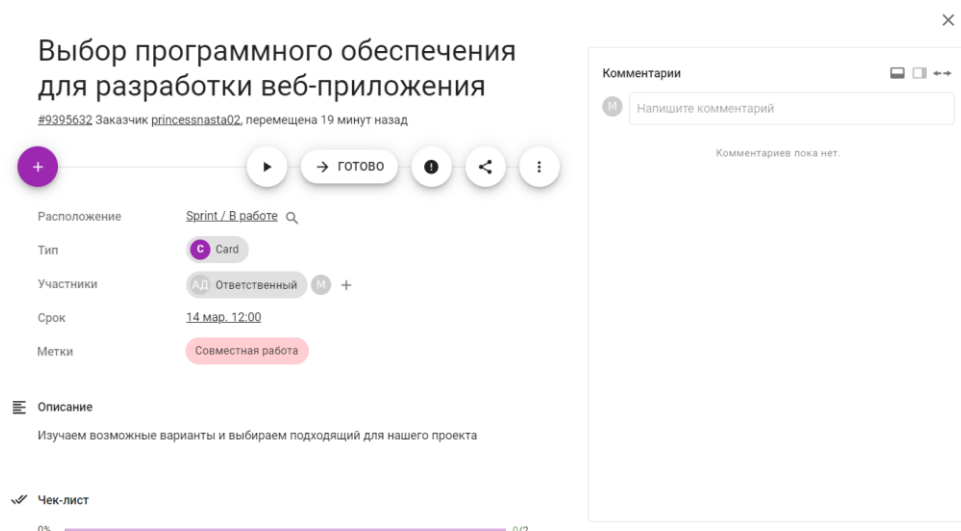 Выбор программного обеспечения
для разработки веб-приложения
#9395632 Заказчик princessnasta02, перемещена 19 минут назад
ГОТОВО
Расположение
Sprint / В работе
Тип
C Card
Участники
АД Ответственный М
Срок
14 мар. 12:00
Метки
Совместная работа
Описание
Изучаем возможные варианты и выбираем подходящий для нашего проекта
Чек-лист
0%
0/2
Комментарии
М Напишите комментарий
Комментариев пока нет.